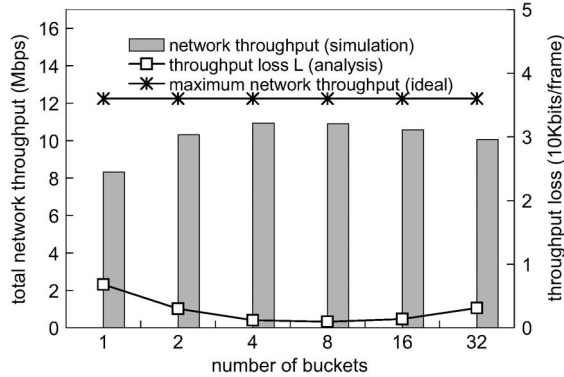 network throughput (simulation)
throughput loss L (analysis)
maximum network throughput (ideal)
total network throughput (Mbps)
16
14
12
10
8
6
4
2
0
throughput loss (10Kbits/frame)
5
4
3
2
1
0
1 2 4 8 16 32
number of buckets